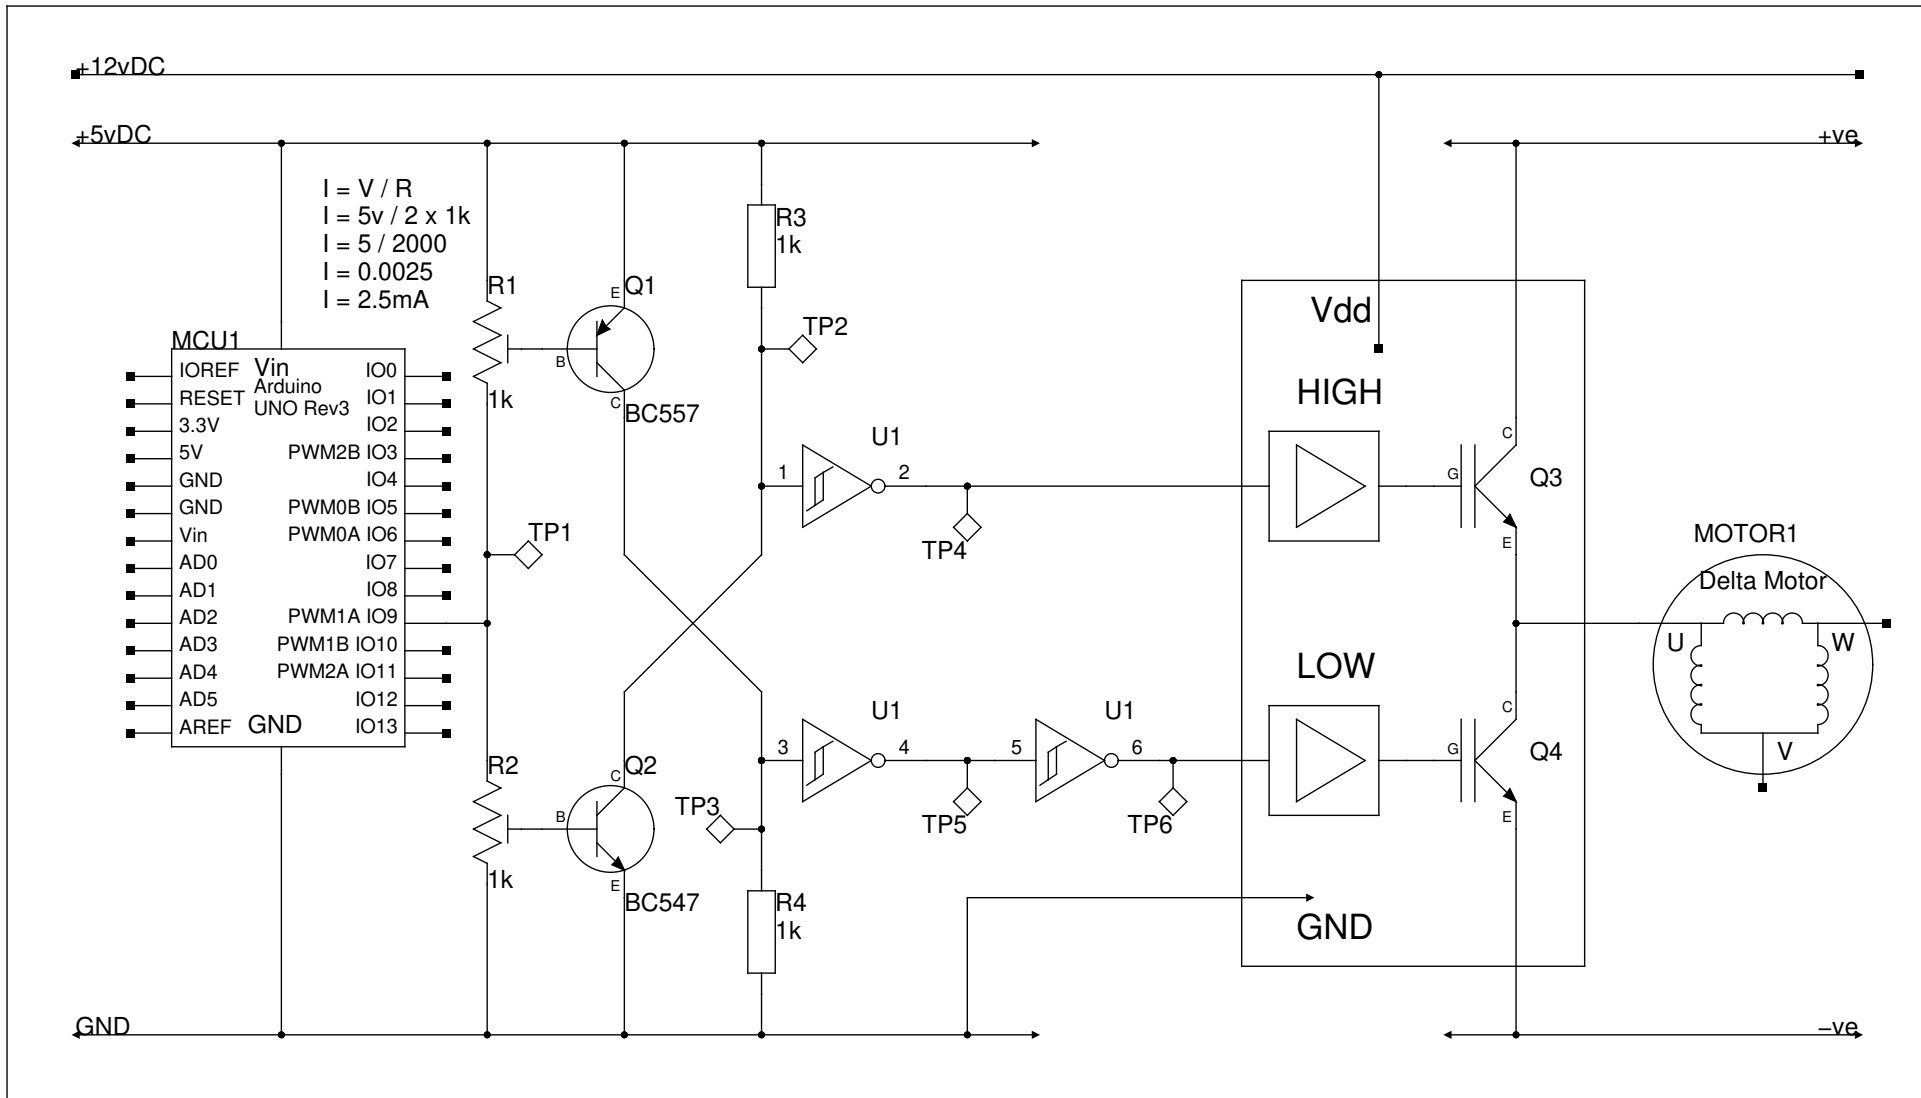 +12vDC
+5vDC
+ve
I = V / R
I = 5v / 2 x 1k
I = 5 / 2000
I = 0.0025
I = 2.5mA
R1
1k
E
Q1
B
C
BC557
R3
1k
TP2
MCU1
Vin
Arduino
UNO Rev3
GND
IOREF
RESET
3.3V
5V
GND
GND
Vin
AD0
AD1
AD2
AD3
AD4
AD5
AREF
IO0
IO1
IO2
PWM2B IO3
IO4
PWM0B IO5
PWM0A IO6
IO7
IO8
PWM1A IO9
PWM1B IO10
PWM2A IO11
IO12
IO13
TP1
R2
1k
C
Q2
B
E
BC547
TP3
R4
1k
U1
1
2
TP4
U1
3
4
TP5
U1
5
6
TP6
Vdd
HIGH
LOW
GND
C
G
Q3
E
C
G
Q4
E
MOTOR1
Delta Motor
U
W
V
GND
−ve